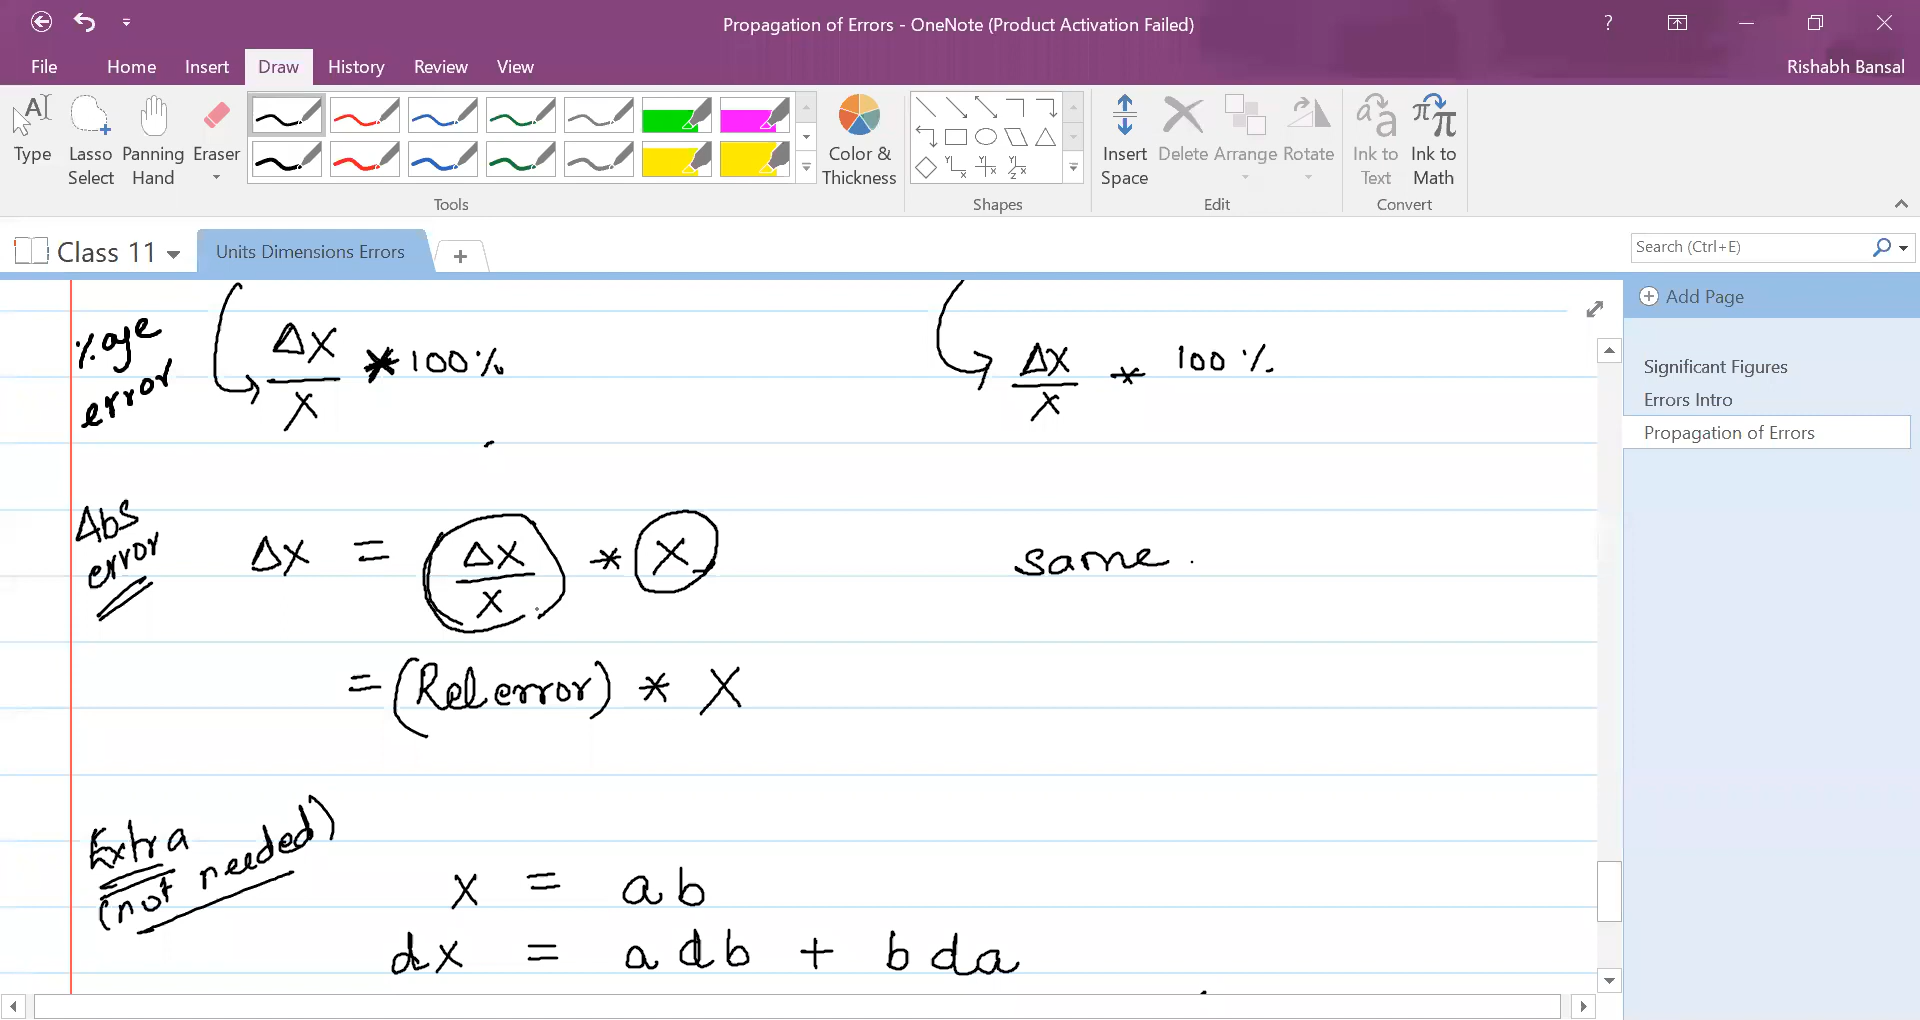 Propagation of Errors - OneNote (Product Activation Failed)
?
File Home Insert Draw History Review View
Rishabh Bansal
Type
Lasso Select
Panning Hand
Eraser
Color & Thickness
Insert Space
Delete
Arrange
Rotate
Ink to Text
Ink to Math
Tools Shapes Edit Convert
Class 11
Units Dimensions Errors
Search (Ctrl+E)
Add Page
Significant Figures
Errors Intro
Propagation of Errors
%age error
ΔX/X * 100%
ΔX/X * 100%
Abs error
ΔX = ΔX/X * X
same.
= (Rel error) * X
Extra
(not needed)
x = ab
dx = a db + b da